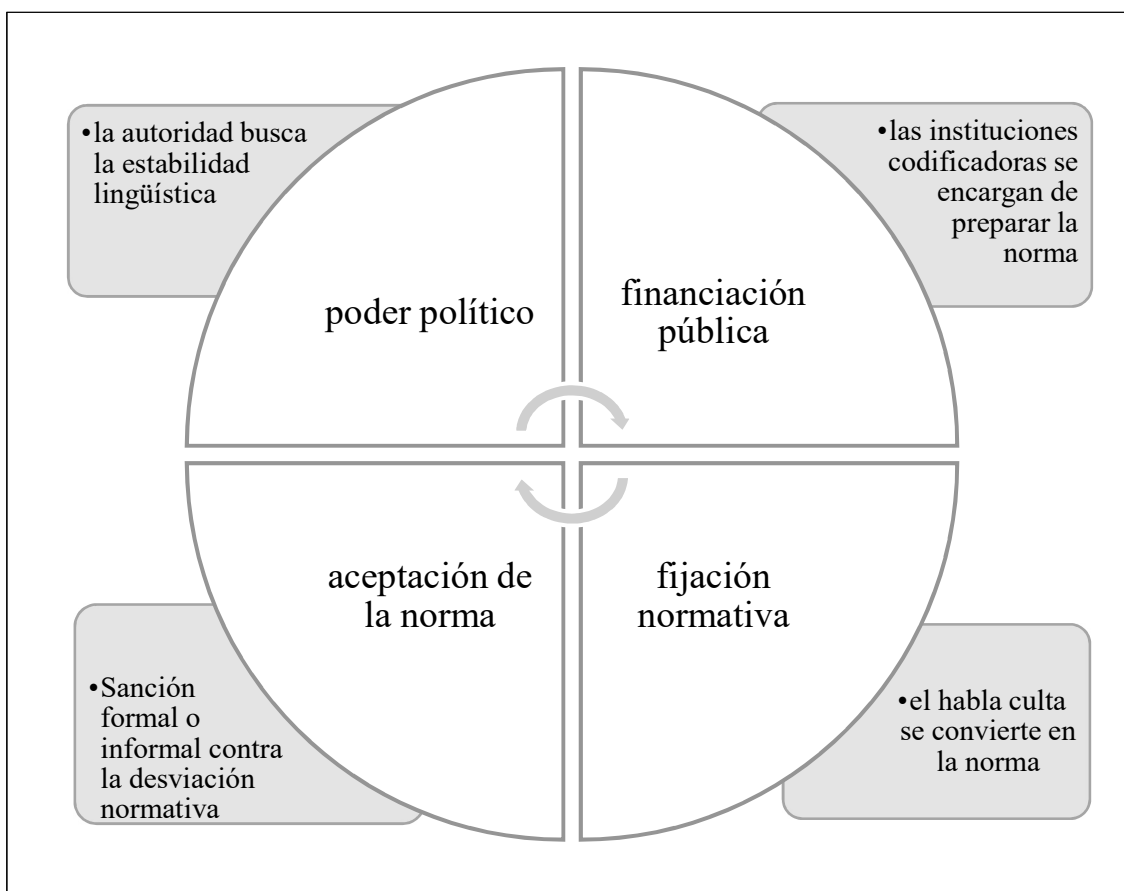 •la autoridad busca
la estabilidad
lingüística
poder político
financiación
pública
•las instituciones
codificadoras se
encargan de
preparar la
norma
•Sanción
formal o
informal contra
la desviación
normativa
aceptación de
la norma
fijación
normativa
•el habla culta
se convierte en
la norma